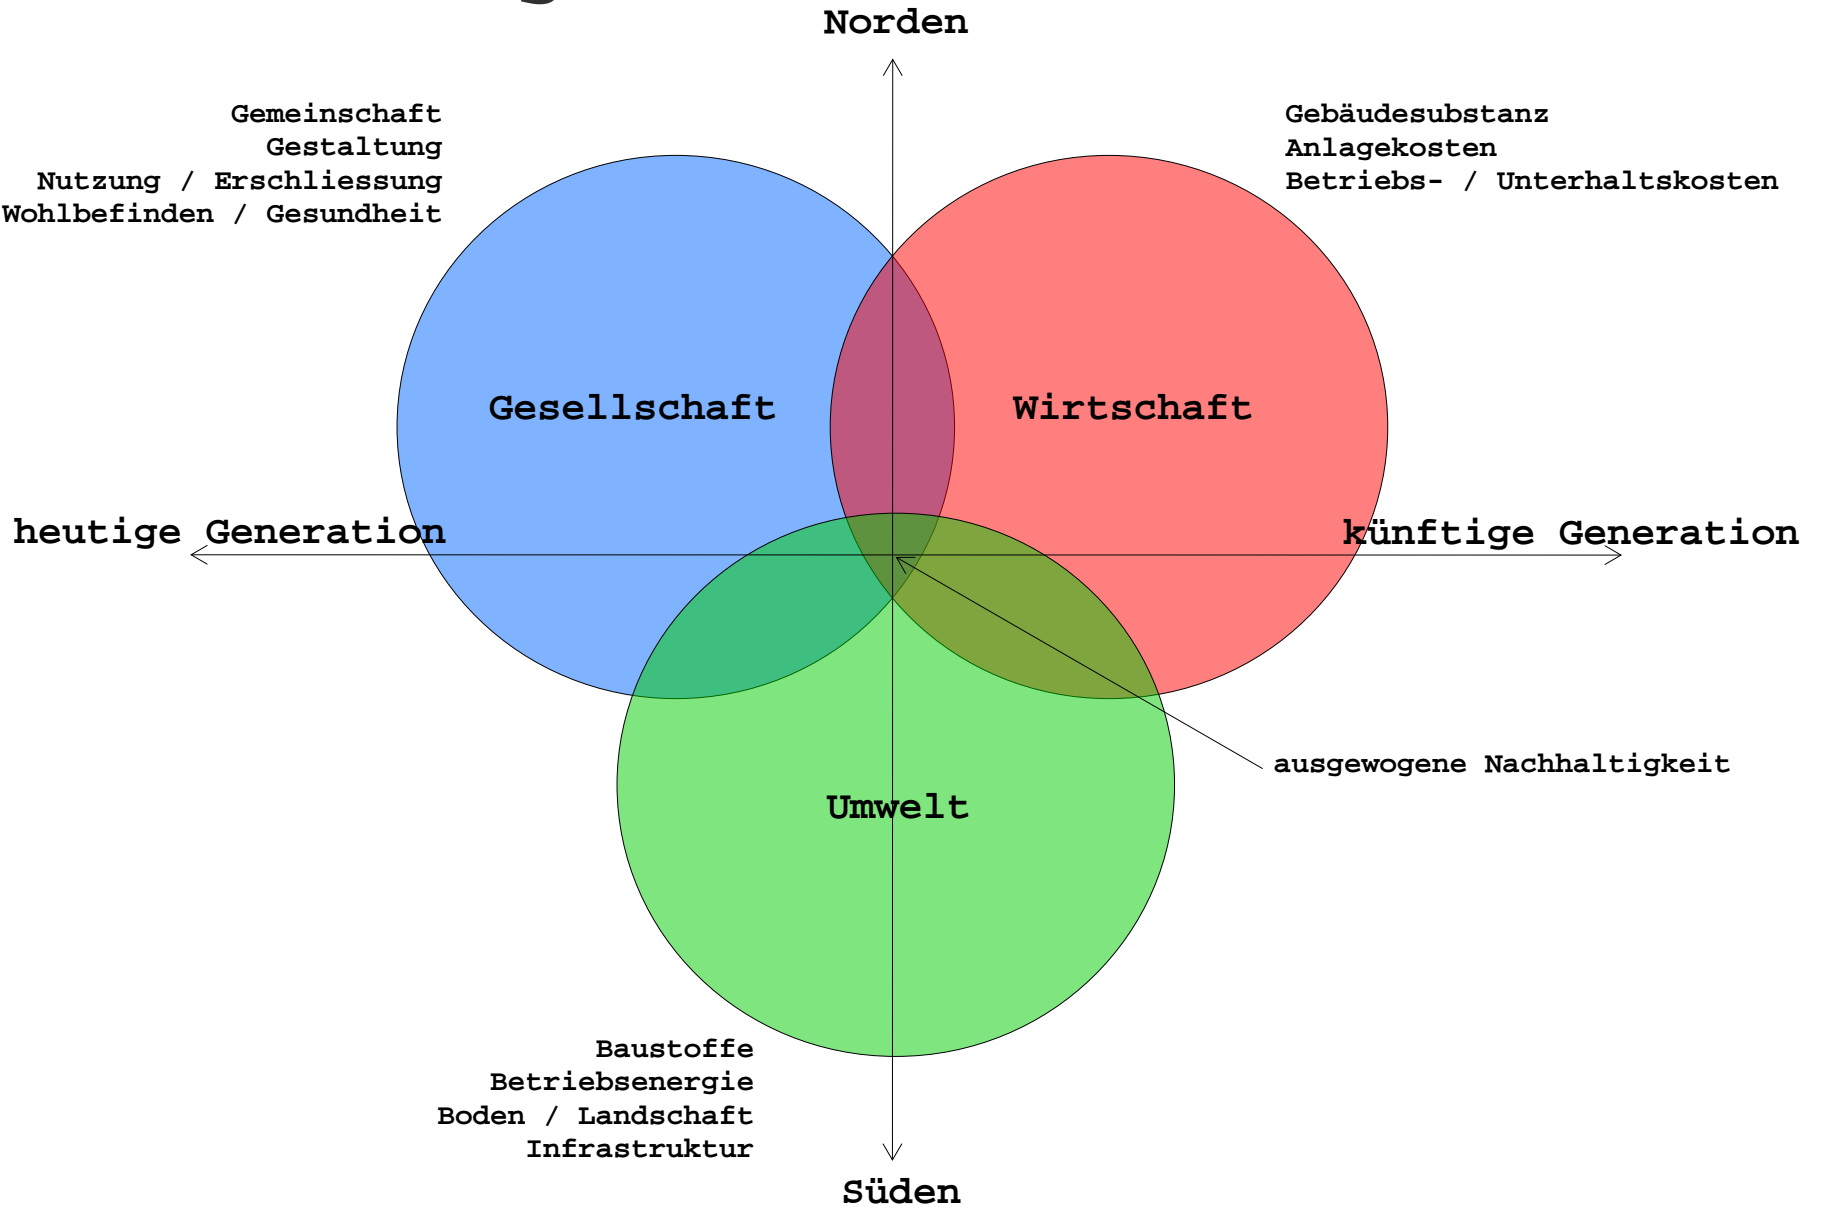 Norden
Gemeinschaft
Gestaltung
Nutzung / Erschliessung
Wohlbefinden / Gesundheit
Gebäudesubstanz
Anlagekosten
Betriebs- / Unterhaltskosten
Gesellschaft
Wirtschaft
heutige Generation
künftige Generation
ausgewogene Nachhaltigkeit
Umwelt
Baustoffe
Betriebsenergie
Boden / Landschaft
Infrastruktur
Süden